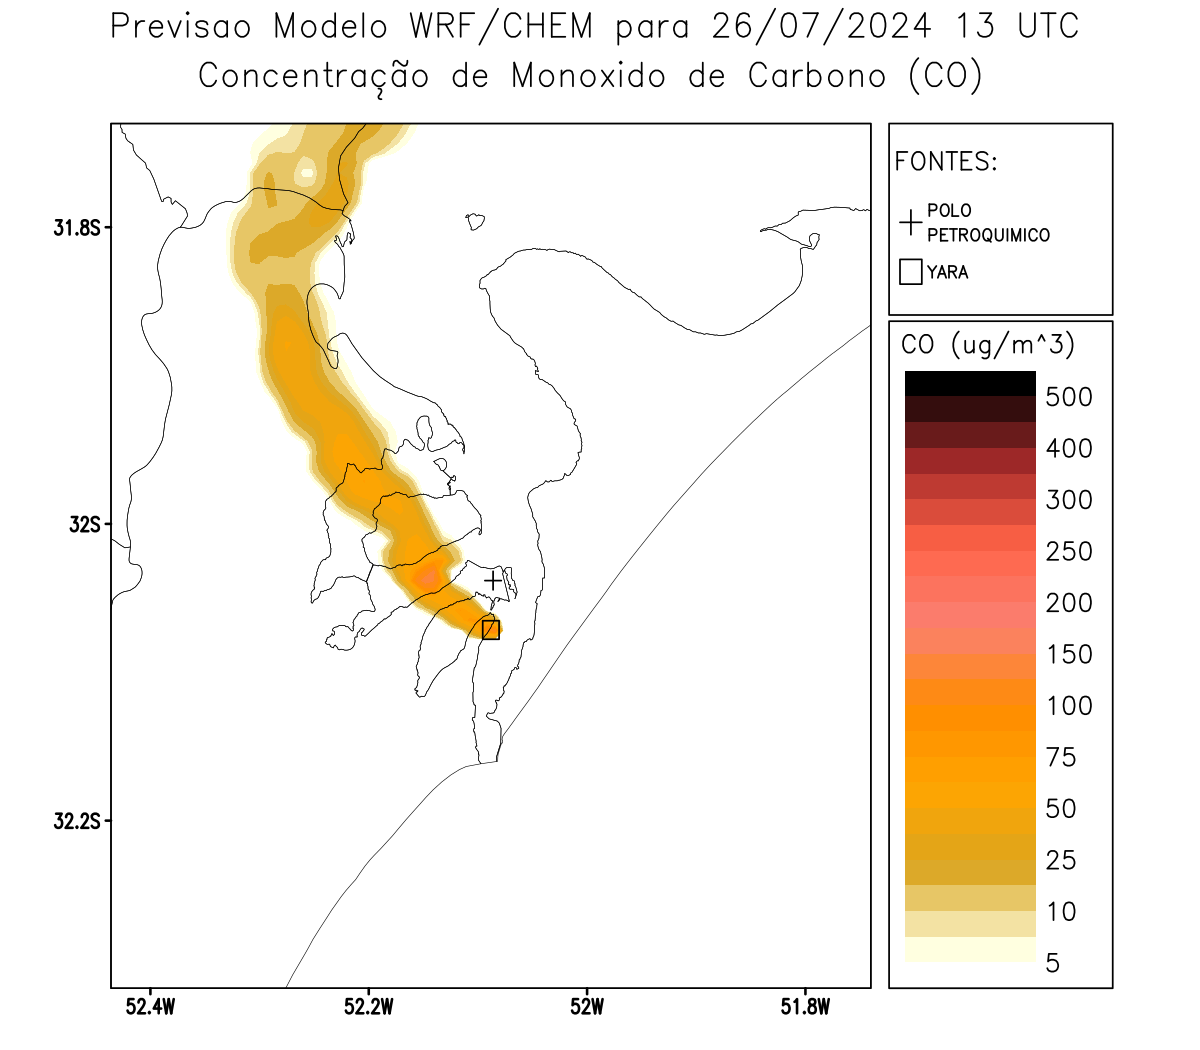 Previsao Modelo WRF/CHEM para 26/07/2024 13 UTC
Concentração de Monoxido de Carbono (CO)
FONTES:
POLO
PETROQUIMICO
YARA
31.8S
32S
32.2S
52.4W
52.2W
52W
51.8W
CO (ug/m^3)
500
400
300
250
200
150
100
75
50
25
10
5